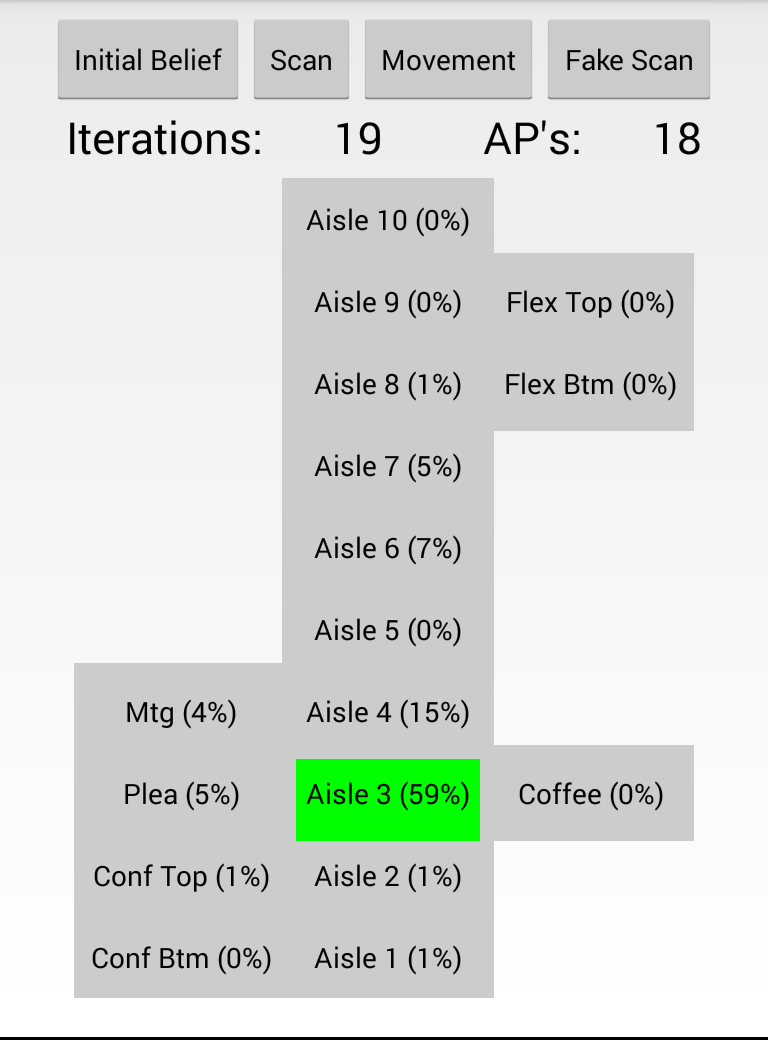 Initial Belief Scan Movement Fake Scan
Iterations: 19 AP's: 18
Aisle 10 (0%)
Aisle 9 (0%) Flex Top (0%)
Aisle 8 (1%) Flex Btm (0%)
Aisle 7 (5%)
Aisle 6 (7%)
Aisle 5 (0%)
Mtg (4%) Aisle 4 (15%)
Plea (5%) Aisle 3 (59%) Coffee (0%)
Conf Top (1%) Aisle 2 (1%)
Conf Btm (0%) Aisle 1 (1%)